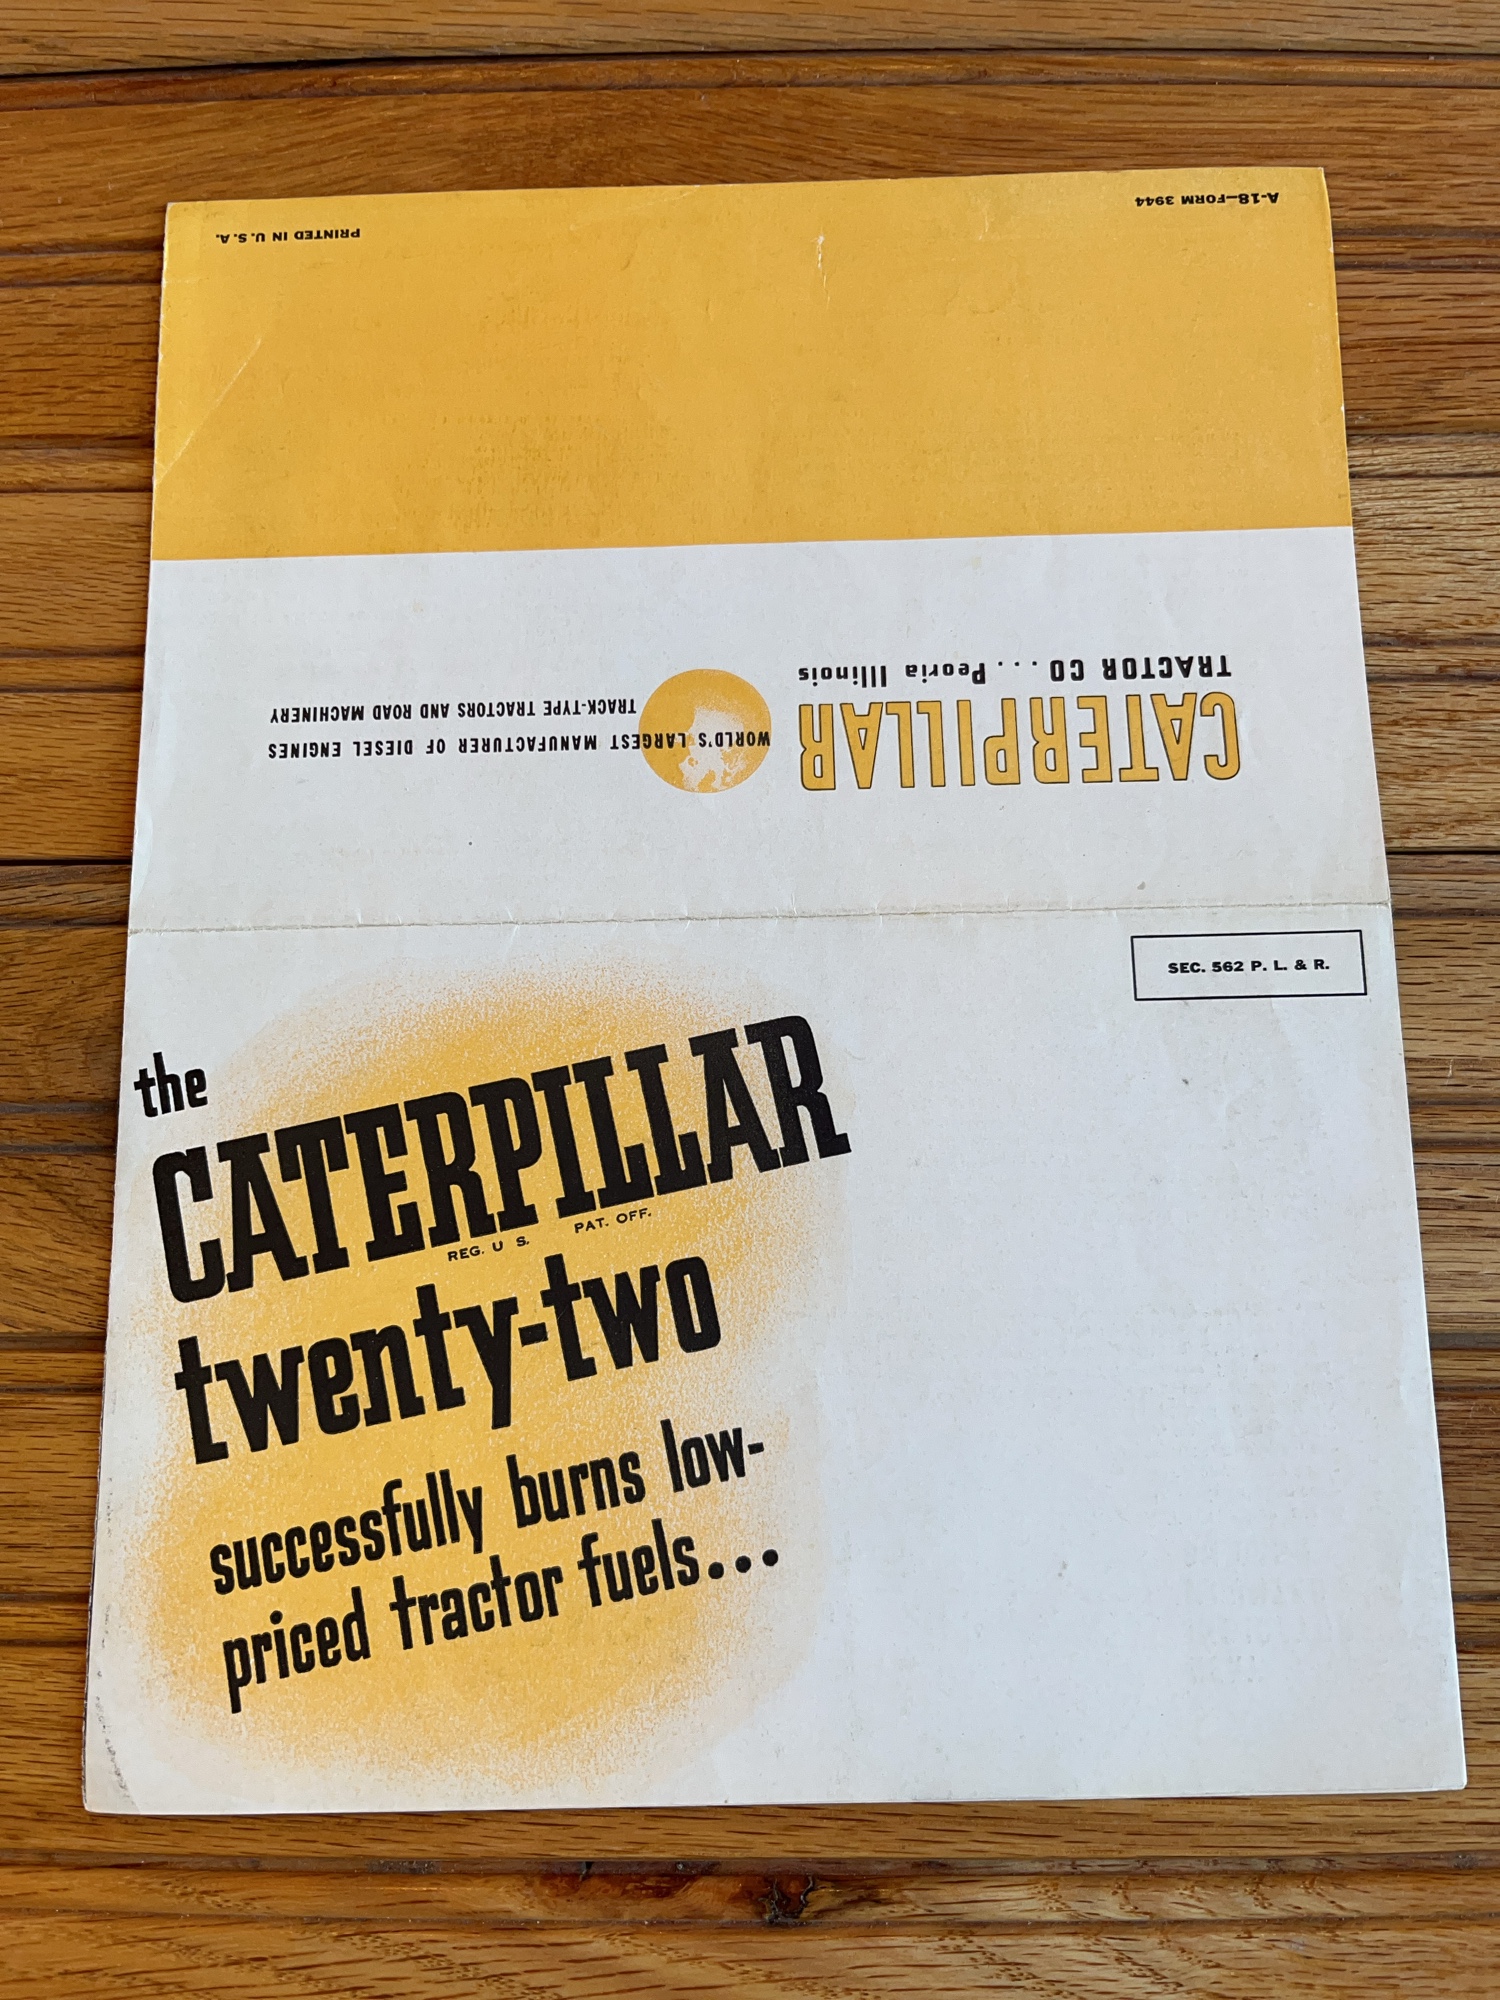 A-18—FORM 3944
PRINTED IN U.S.A.
CATERPILLAR
TRACTOR CO. . . . Peoria Illinois
WORLD'S LARGEST MANUFACTURER OF DIESEL ENGINES
TRACK-TYPE TRACTORS AND ROAD MACHINERY
SEC. 562 P. L. & R.
the
CATERPILLAR
REG. U S. PAT. OFF.
twenty-two
successfully burns low-
priced tractor fuels...